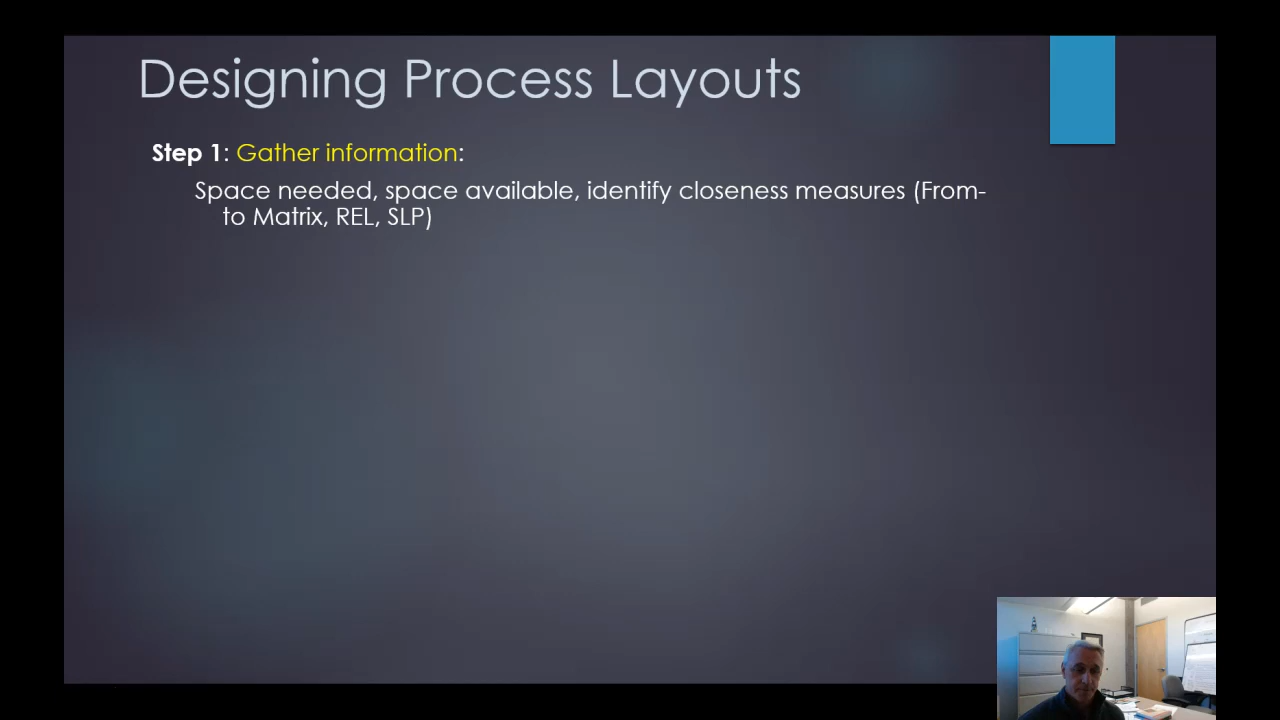 Designing Process Layouts
Step 1: Gather information:
Space needed, space available, identify closeness measures (From-
to Matrix, REL, SLP)